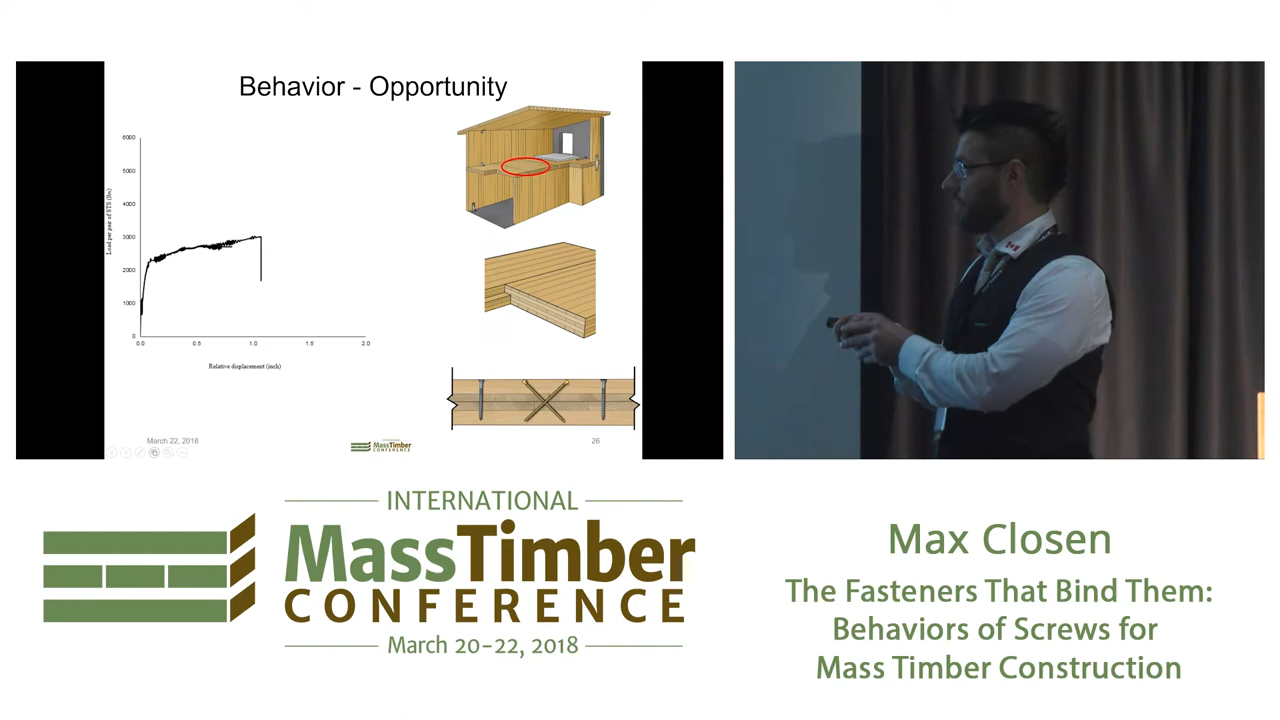 Behavior - Opportunity
6000
5000
4000
3000
2000
1000
0
Load per pair of STS (lbs)
0.0 0.5 1.0 1.5 2.0
Relative displacement (inch)
March 22, 2018
INTERNATIONAL
MassTimber
CONFERENCE
26
INTERNATIONAL
MassTimber
CONFERENCE
March 20–22, 2018
Max Closen
The Fasteners That Bind Them:
Behaviors of Screws for
Mass Timber Construction